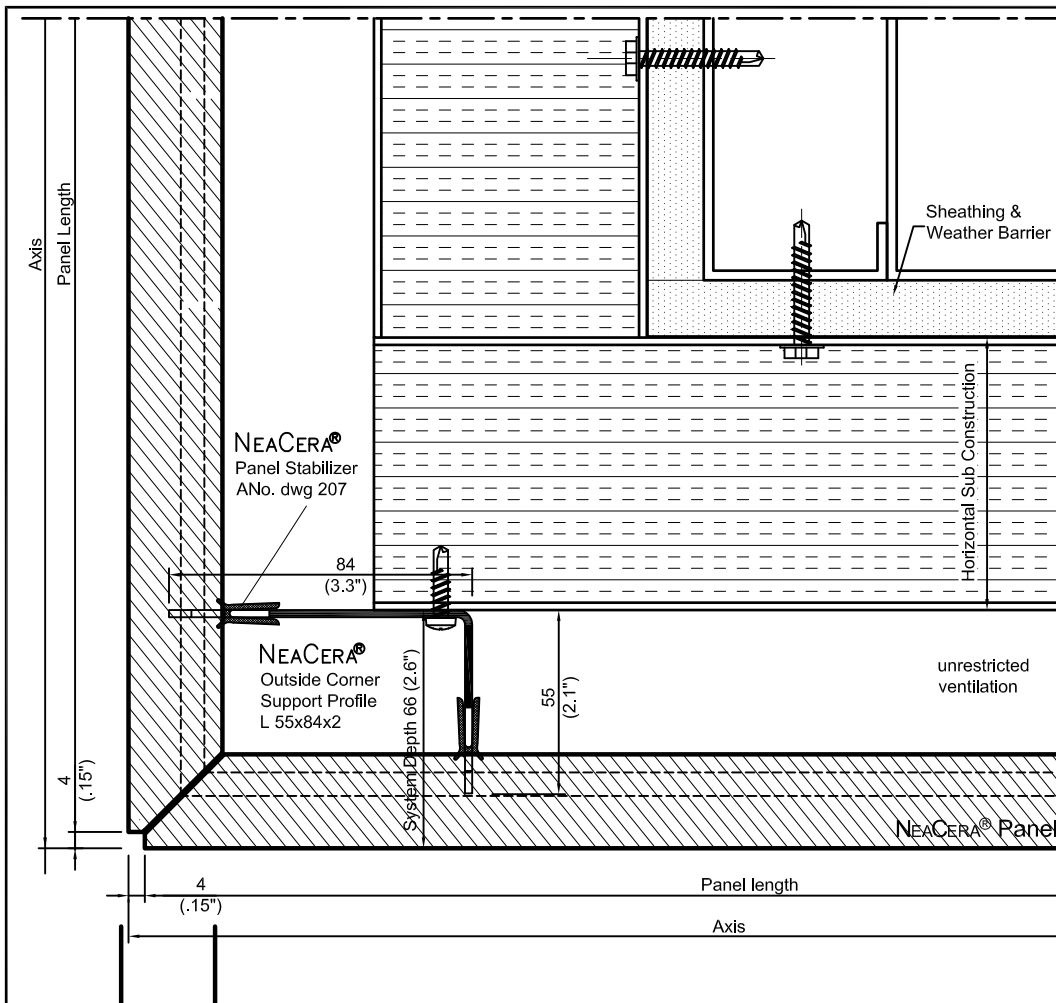 Axis
Panel Length
Sheathing &
Weather Barrier
Horizontal Sub Construction
NEACERA®
Panel Stabilizer
ANo. dwg 207
84
(3.3")
NEACERA®
Outside Corner
Support Profile
L 55x84x2
System Depth 66 (2.6")
55
(2.1")
unrestricted
ventilation
4
(.15")
NEACERA® Panel
4
(.15")
Panel length
Axis